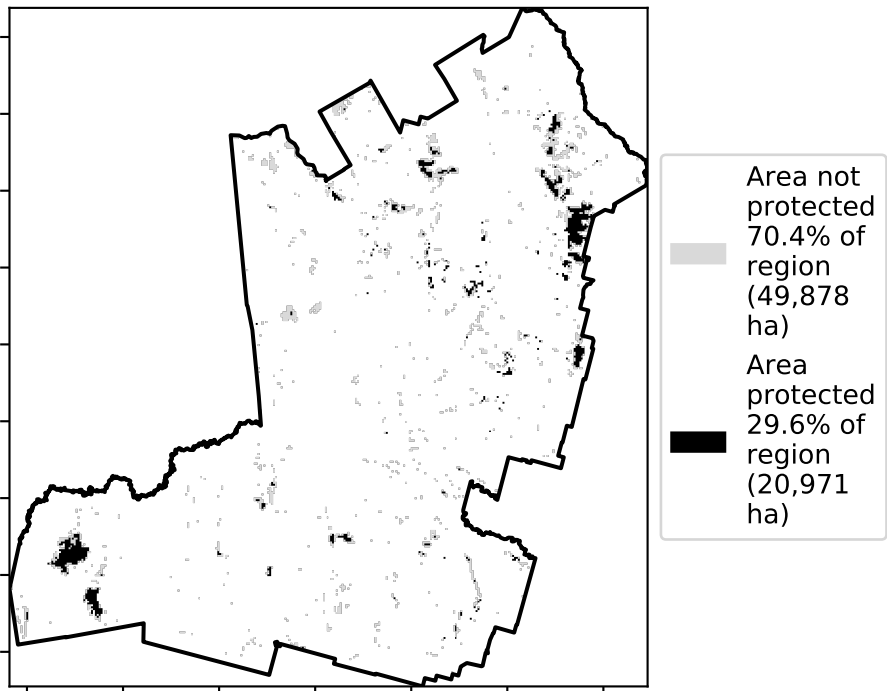 Area not
protected
70.4% of
region
(49,878
ha)
Area
protected
29.6% of
region
(20,971
ha)